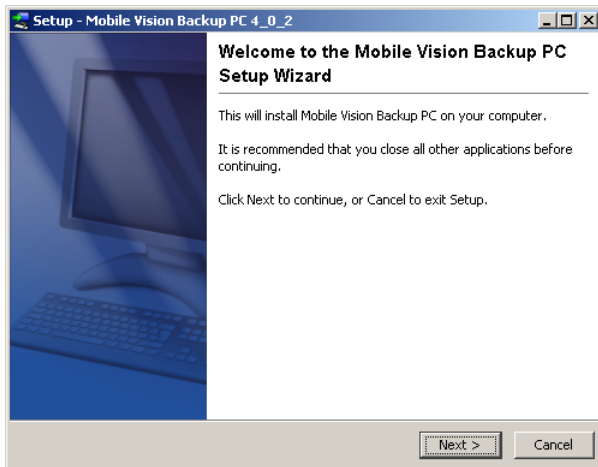 Setup - Mobile Vision Backup PC 4_0_2
Welcome to the Mobile Vision Backup PC
Setup Wizard
This will install Mobile Vision Backup PC on your computer.
It is recommended that you close all other applications before
continuing.
Click Next to continue, or Cancel to exit Setup.
Next >
Cancel